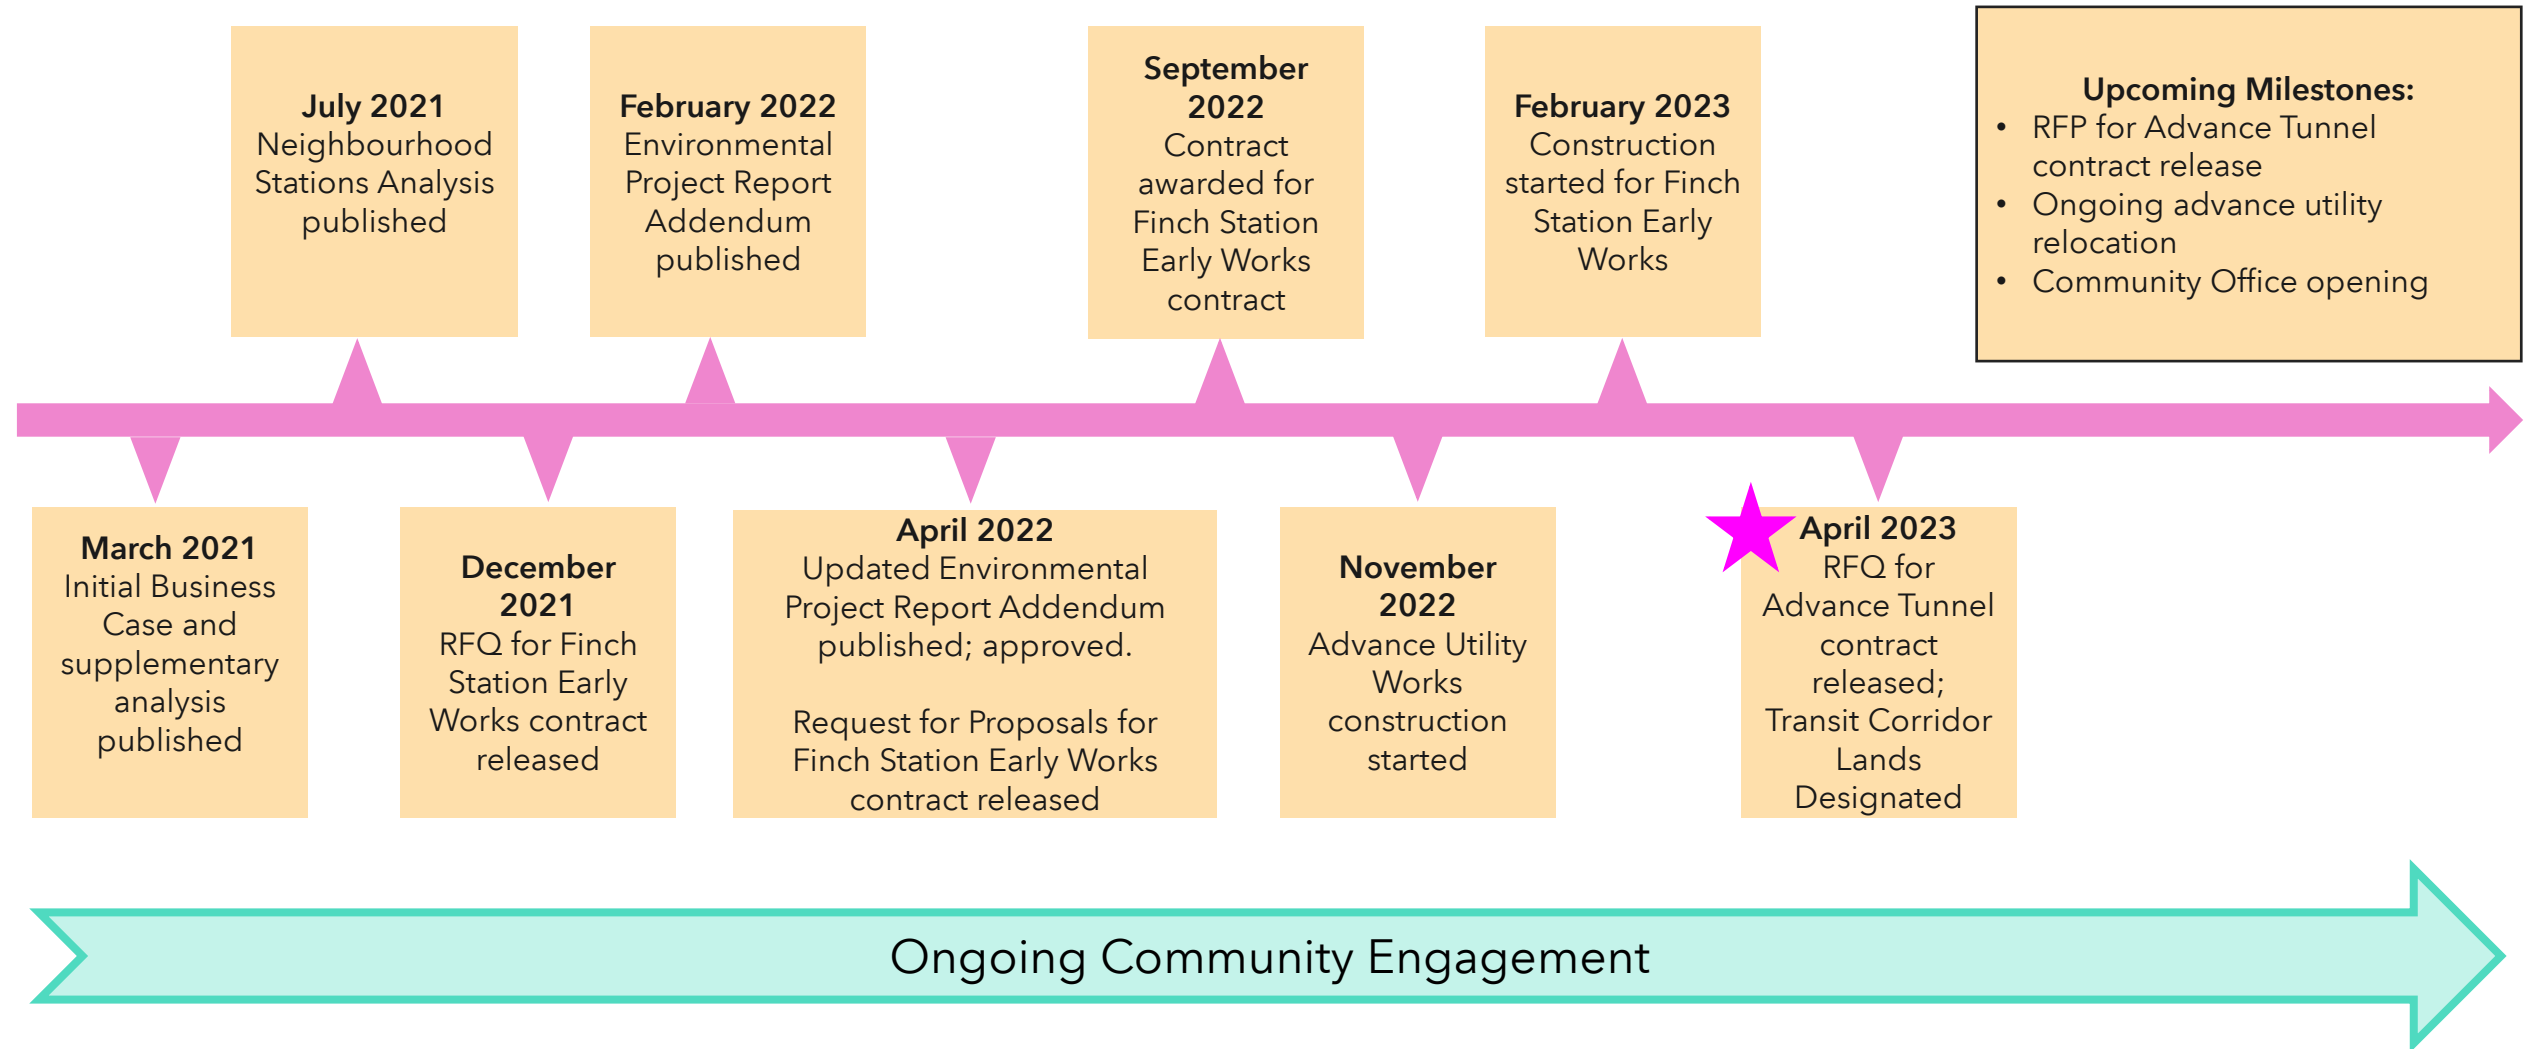 July 2021
Neighbourhood
Stations Analysis
published
February 2022
Environmental
Project Report
Addendum
published
September
2022
Contract
awarded for
Finch Station
Early Works
contract
February 2023
Construction
started for Finch
Station Early
Works
Upcoming Milestones:
• RFP for Advance Tunnel
contract release
• Ongoing advance utility
relocation
• Community Office opening
March 2021
Initial Business
Case and
supplementary
analysis
published
December
2021
RFQ for Finch
Station Early
Works contract
released
April 2022
Updated Environmental
Project Report Addendum
published; approved.
Request for Proposals for
Finch Station Early Works
contract released
November
2022
Advance Utility
Works
construction
started
April 2023
RFQ for
Advance Tunnel
contract
released;
Transit Corridor
Lands
Designated
Ongoing Community Engagement